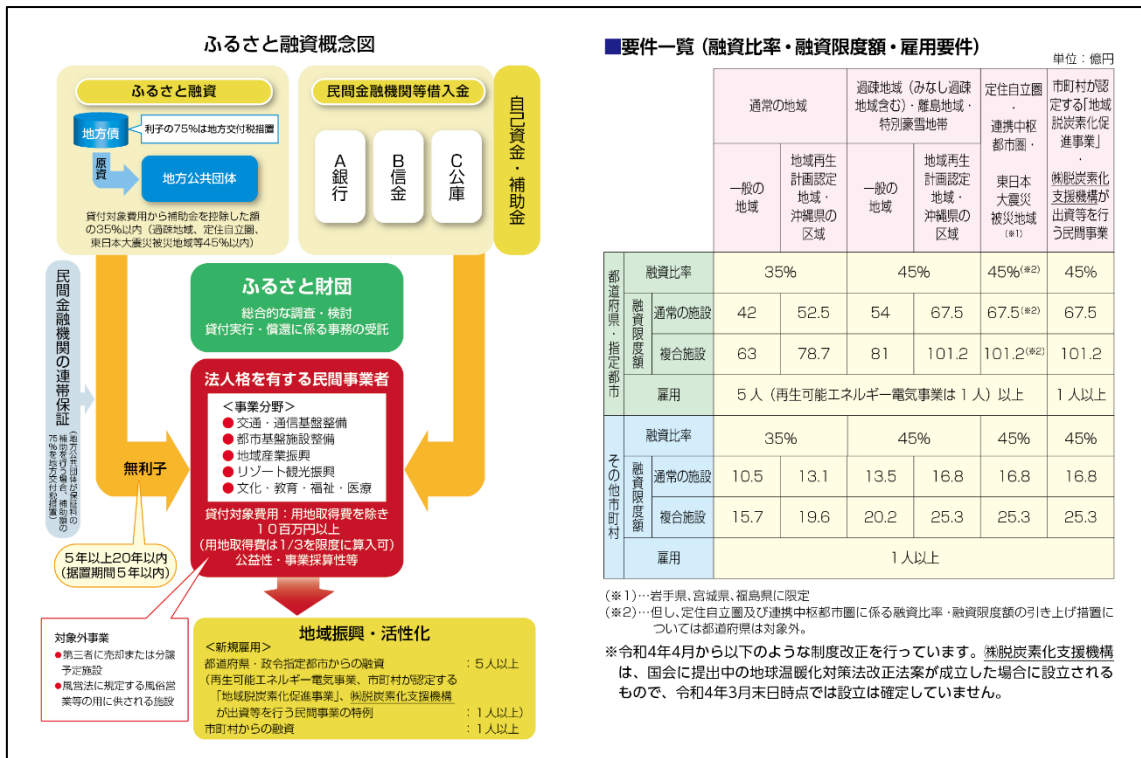 ふるさと融資概念図
ふるさと融資
地方債
利子の75%は地方交付税措置
原資
地方公共団体
貸付対象費用から補助金を控除した額
の35%以内（過疎地域、定住自立圏、
東日本大震災被災地域等45%以内）
民間金融機関等借入金
A銀行
B信金
C公庫
自己資金・補助金
民間金融機関の連帯保証
（地方公共団体が保証料の
補助を行う場合、補助額の
75%を地方交付税措置）
ふるさと財団
総合的な調査・検討
貸付実行・償還に係る事務の受託
無利子
5年以上20年以内
（据置期間5年以内）
法人格を有する民間事業者
＜事業分野＞
●交通・通信基盤整備
●都市基盤施設整備
●地域産業振興
●リゾート観光振興
●文化・教育・福祉・医療
貸付対象費用：用地取得費を除き
10百万円以上
（用地取得費は1/3を限度に算入可）
公益性・事業採算性等
対象外事業
●第三者に売却または分譲
予定施設
●風営法に規定する風俗営
業等の用に供される施設
地域振興・活性化
＜新規雇用＞
都道府県・政令指定都市からの融資　：5人以上
（再生可能エネルギー電気事業、市町村が認定する
「地域脱炭素化促進事業」、㈱脱炭素化支援機構
が出資等を行う民間事業の特例　：1人以上）
市町村からの融資　：1人以上
■要件一覧（融資比率・融資限度額・雇用要件）
単位：億円
通常の地域
過疎地域（みなし過疎
地域含む）・離島地域・
特別豪雪地帯
定住自立圏
・
連携中枢
都市圏・
東日本
大震災
被災地域
（※1）
市町村が認
定する「地域
脱炭素化促
進事業」
・
㈱脱炭素化
支援機構が
出資等を行
う民間事業
一般の
地域
地域再生
計画認定
地域・
沖縄県の
区域
一般の
地域
地域再生
計画認定
地域・
沖縄県の
区域
都道府県・指定都市
融資比率 35% 45% 45%（※2） 45%
融資限度額
通常の施設 42 52.5 54 67.5 67.5（※2） 67.5
複合施設 63 78.7 81 101.2 101.2（※2） 101.2
雇用 5人（再生可能エネルギー電気事業は1人）以上 1人以上
その他市町村
融資比率 35% 45% 45% 45%
融資限度額
通常の施設 10.5 13.1 13.5 16.8 16.8 16.8
複合施設 15.7 19.6 20.2 25.3 25.3 25.3
雇用 1人以上
（※1）…岩手県、宮城県、福島県に限定
（※2）…但し、定住自立圏及び連携中枢都市圏に係る融資比率・融資限度額の引き上げ措置に
ついては都道府県は対象外。
※令和4年4月から以下のような制度改正を行っています。㈱脱炭素化支援機構
は、国会に提出中の地球温暖化対策法改正法案が成立した場合に設立される
もので、令和4年3月末日時点では設立は確定していません。